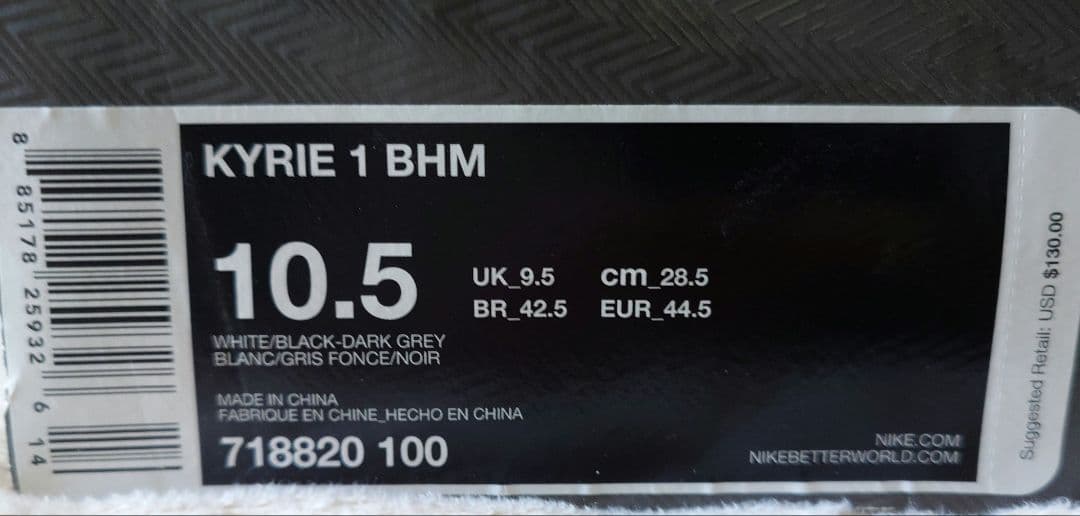 KYRIE 1 BHM
10.5
UK_9.5 cm_28.5
BR_42.5 EUR_44.5
WHITE/BLACK-DARK GREY
BLANC/GRIS FONCE/NOIR
MADE IN CHINA
FABRIQUE EN CHINE_HECHO EN CHINA
718820 100
NIKE.COM
NIKEBETTERWORLD.COM
8 85178 25932 6 14
Suggested Retail: USD $130.00